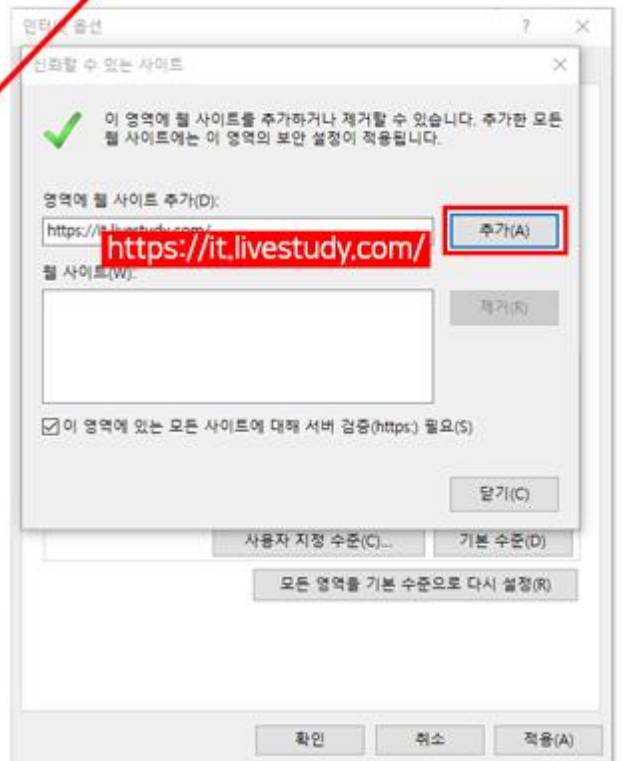 인터넷 옵션
신뢰할 수 있는 사이트
이 영역에 웹 사이트를 추가하거나 제거할 수 있습니다. 추가한 모든
웹 사이트에는 이 영역의 보안 설정이 적용됩니다.
영역에 웹 사이트 추가(D):
https://it.livestudy.com/
추가(A)
https://it.livestudy.com/
웹 사이트(W):
제거(R)
이 영역에 있는 모든 사이트에 대해 서버 검증(https:) 필요(S)
닫기(C)
사용자 지정 수준(C)... 기본 수준(D)
모든 영역을 기본 수준으로 다시 설정(R)
확인 취소 적용(A)